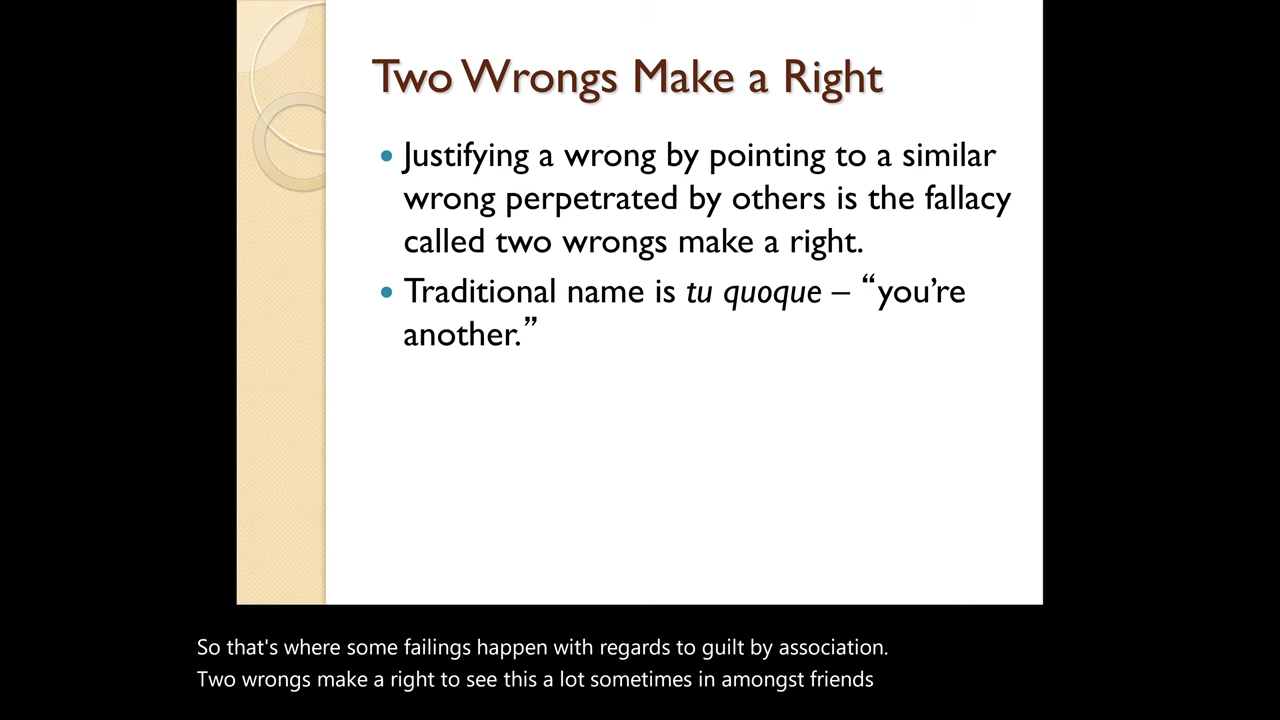 Two Wrongs Make a Right
• Justifying a wrong by pointing to a similar
wrong perpetrated by others is the fallacy
called two wrongs make a right.
• Traditional name is tu quoque – “you’re
another.”
So that's where some failings happen with regards to guilt by association.
Two wrongs make a right to see this a lot sometimes in amongst friends